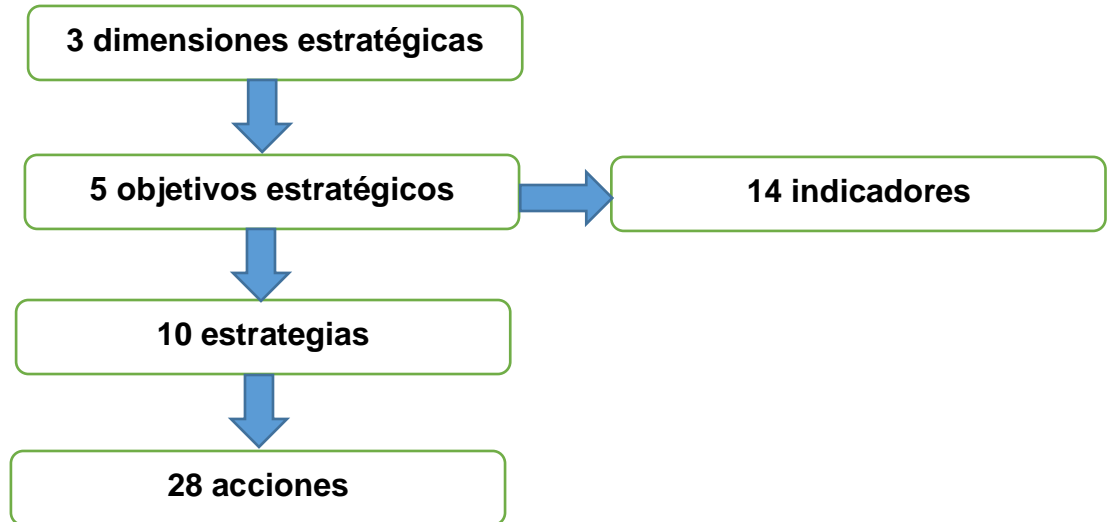 3 dimensiones estratégicas
5 objetivos estratégicos
14 indicadores
10 estrategias
28 acciones